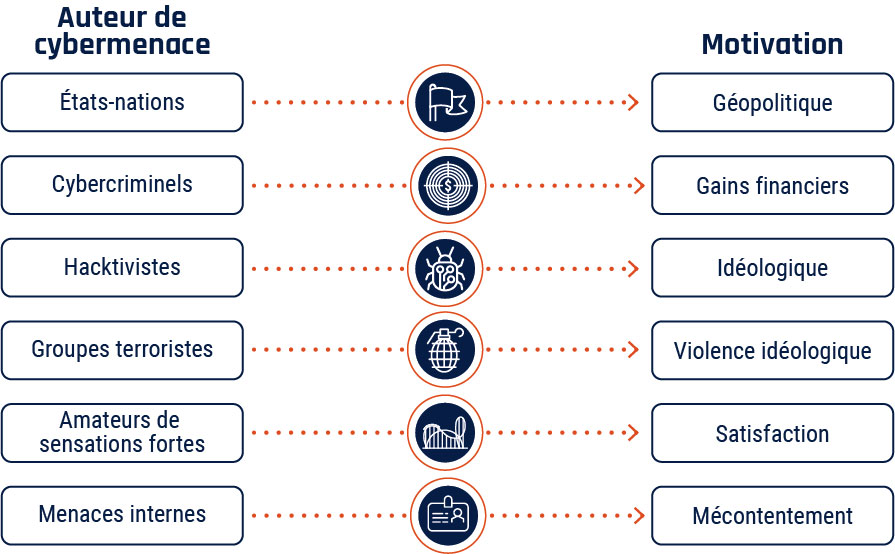 Auteur de
cybermenace
Motivation
États-nations
Géopolitique
Cybercriminels
$
Gains financiers
Hacktivistes
Idéologique
Groupes terroristes
Violence idéologique
Amateurs de
sensations fortes
Satisfaction
Menaces internes
Mécontentement